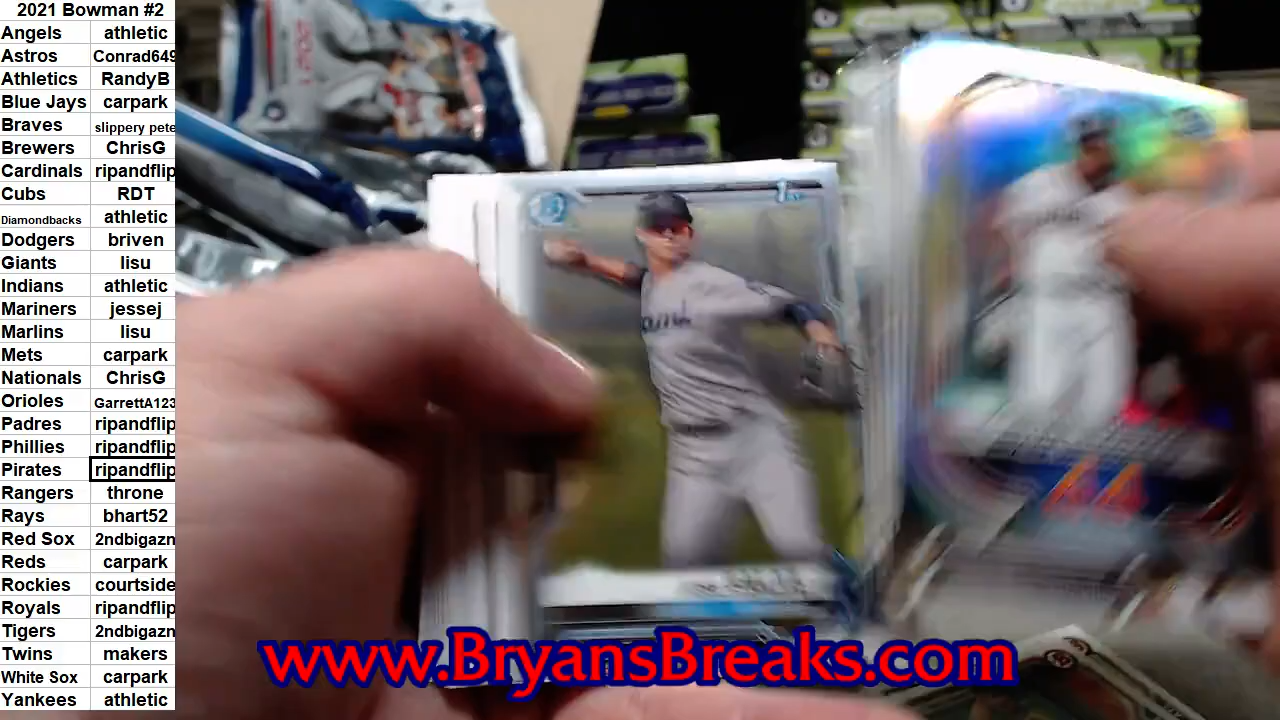 2021 Bowman #2
Angels athletic
Astros Conrad649
Athletics RandyB
Blue Jays carpark
Braves slippery pete
Brewers ChrisG
Cardinals ripandflip
Cubs RDT
Diamondbacks athletic
Dodgers briven
Giants lisu
Indians athletic
Mariners jessej
Marlins lisu
Mets carpark
Nationals ChrisG
Orioles GarrettA123
Padres ripandflip
Phillies ripandflip
Pirates ripandflip
Rangers throne
Rays bhart52
Red Sox 2ndbigazn
Reds carpark
Rockies courtside
Royals ripandflip
Tigers 2ndbigazn
Twins makers
White Sox carpark
Yankees athletic
B
1st
44
www.BryansBreaks.com